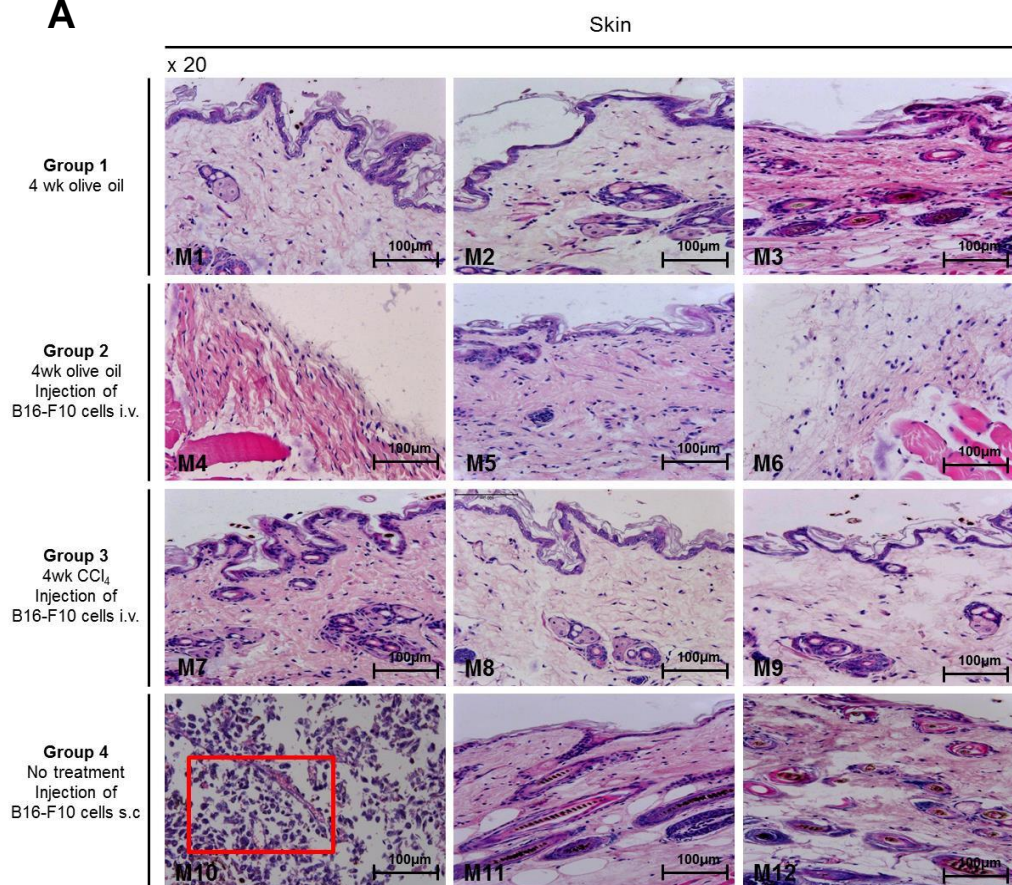 A
Skin
x 20
Group 1
4 wk olive oil
M1
100µm
M2
100µm
M3
100µm
Group 2
4wk olive oil
Injection of
B16-F10 cells i.v.
M4
100µm
M5
100µm
M6
100µm
Group 3
4wk CCl₄
Injection of
B16-F10 cells i.v.
M7
100µm
M8
100µm
M9
100µm
Group 4
No treatment
Injection of
B16-F10 cells s.c
M10
100µm
M11
100µm
M12
100µm